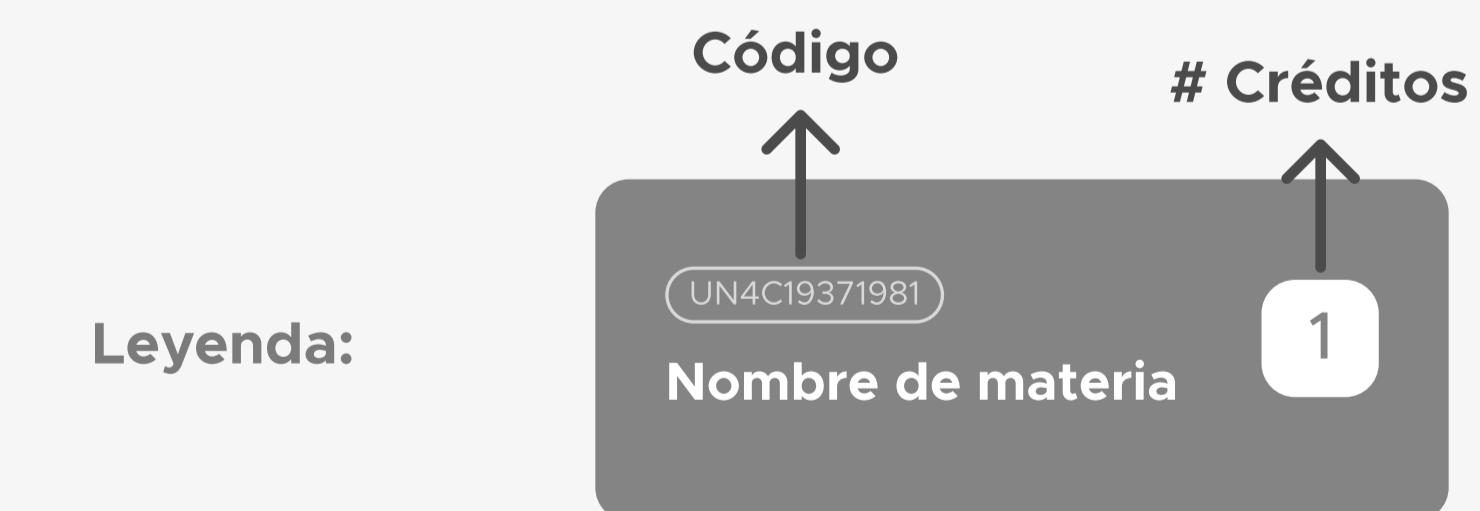 Código
# Créditos
UN4C19371981
1
Leyenda:
Nombre de materia